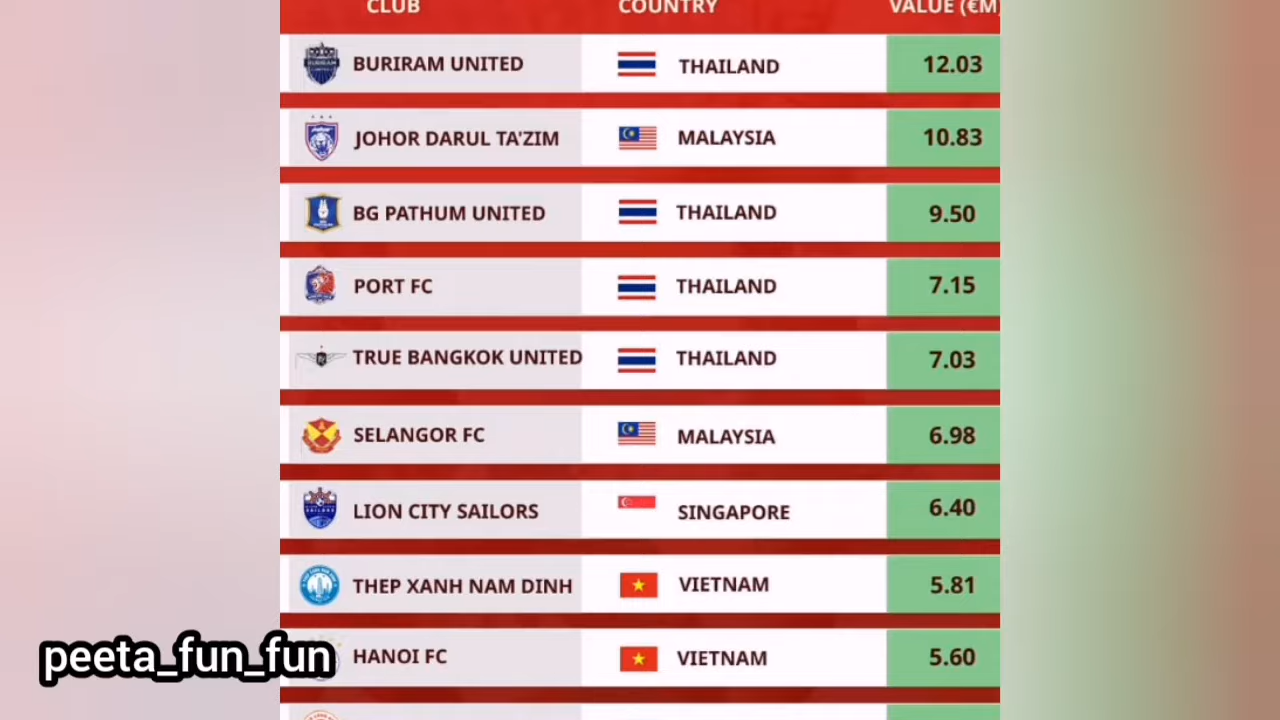 CLUB COUNTRY VALUE (€M)
BURIRAM UNITED THAILAND 12.03
JOHOR DARUL TA'ZIM MALAYSIA 10.83
BG PATHUM UNITED THAILAND 9.50
PORT FC THAILAND 7.15
TRUE BANGKOK UNITED THAILAND 7.03
SELANGOR FC MALAYSIA 6.98
LION CITY SAILORS SINGAPORE 6.40
THEP XANH NAM DINH VIETNAM 5.81
HANOI FC VIETNAM 5.60
peeta_fun_fun